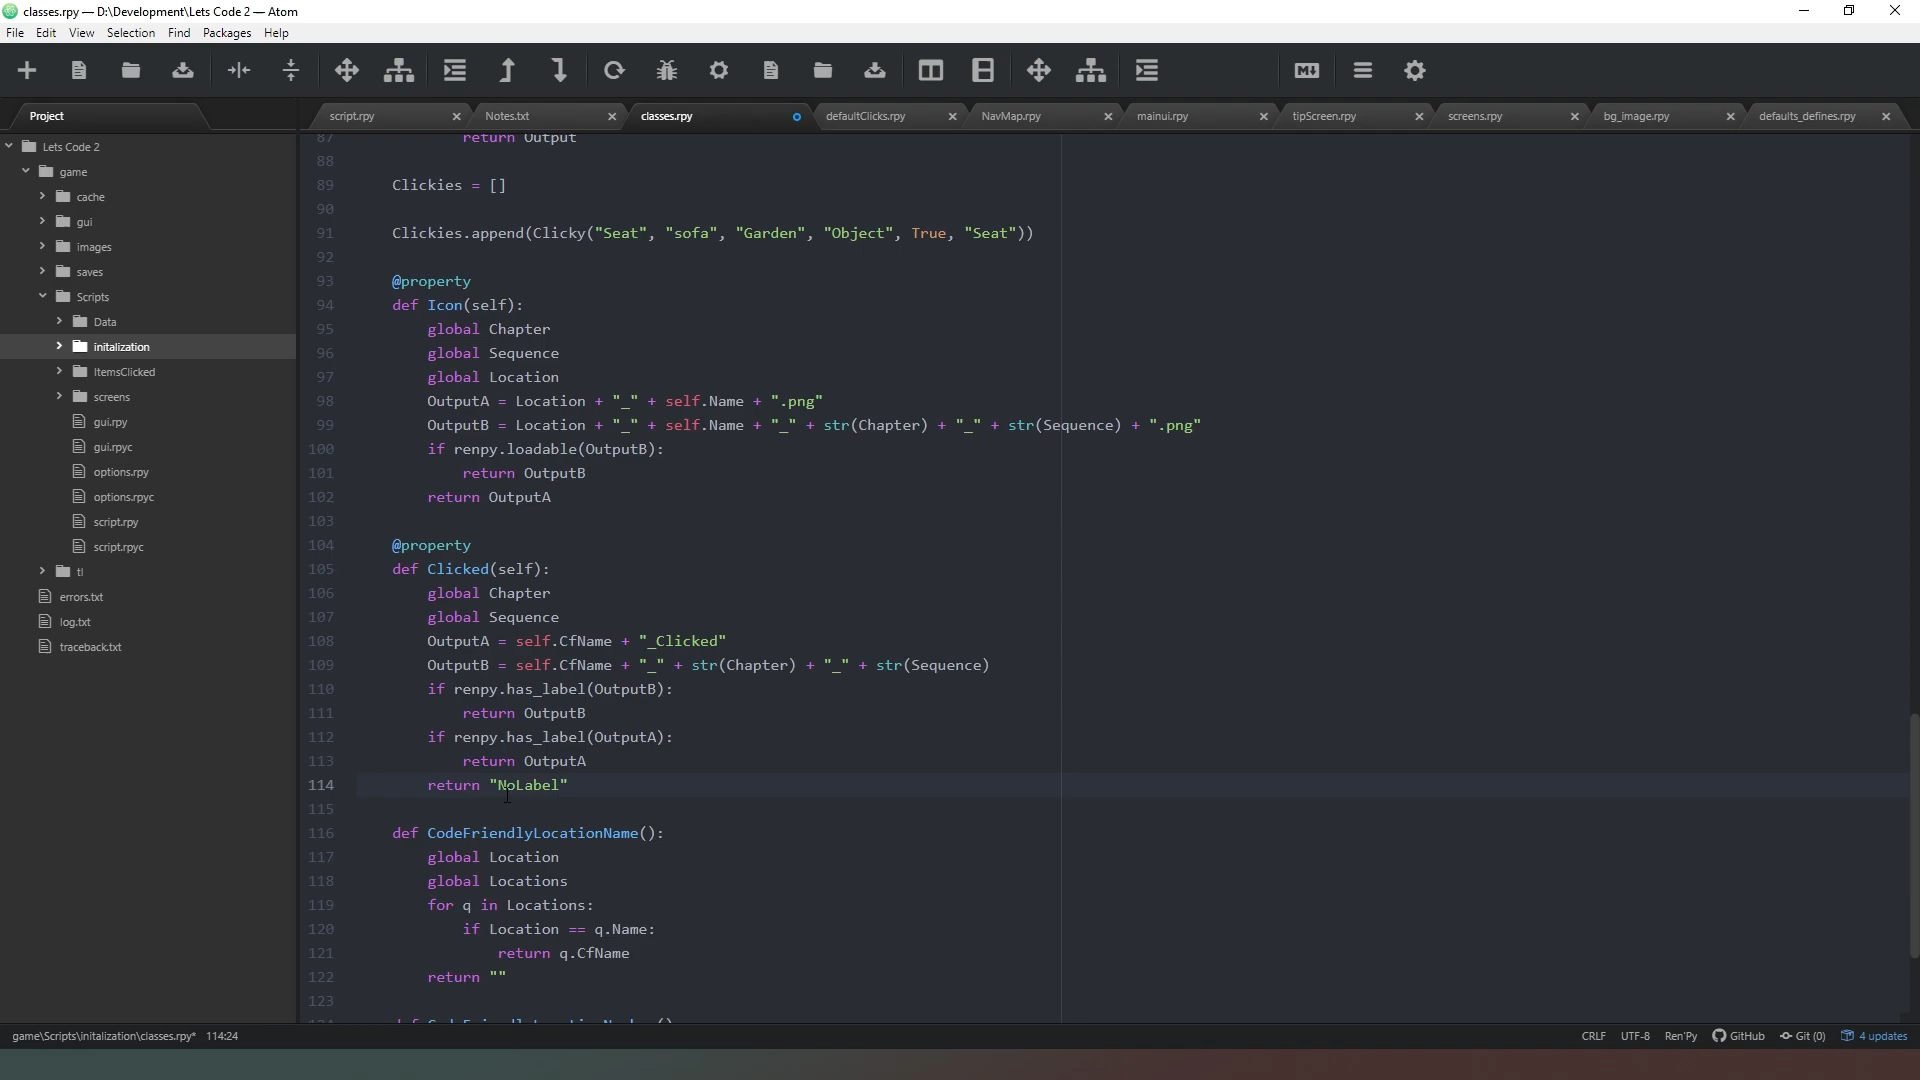 classes.rpy — D:\Development\Lets Code 2 — Atom
File Edit View Selection Find Packages Help
Project
script.rpy Notes.txt classes.rpy defaultClicks.rpy NavMap.rpy mainui.rpy tipScreen.rpy screens.rpy bg_image.rpy defaults_defines.rpy
Lets Code 2
game
cache
gui
images
saves
Scripts
Data
initalization
ItemsClicked
screens
gui.rpy
gui.rpyc
options.rpy
options.rpyc
script.rpy
script.rpyc
tl
errors.txt
log.txt
traceback.txt
87 return Output
88
89 Clickies = []
90
91 Clickies.append(Clicky("Seat", "sofa", "Garden", "Object", True, "Seat"))
92
93 @property
94 def Icon(self):
95 global Chapter
96 global Sequence
97 global Location
98 OutputA = Location + "_" + self.Name + ".png"
99 OutputB = Location + "_" + self.Name + "_" + str(Chapter) + "_" + str(Sequence) + ".png"
100 if renpy.loadable(OutputB):
101 return OutputB
102 return OutputA
103
104 @property
105 def Clicked(self):
106 global Chapter
107 global Sequence
108 OutputA = self.CfName + "_Clicked"
109 OutputB = self.CfName + "_" + str(Chapter) + "_" + str(Sequence)
110 if renpy.has_label(OutputB):
111 return OutputB
112 if renpy.has_label(OutputA):
113 return OutputA
114 return "NoLabel"
115
116 def CodeFriendlyLocationName():
117 global Location
118 global Locations
119 for q in Locations:
120 if Location == q.Name:
121 return q.CfName
122 return ""
123
game\Scripts\initalization\classes.rpy* 114:24 CRLF UTF-8 Ren'Py GitHub Git (0) 4 updates